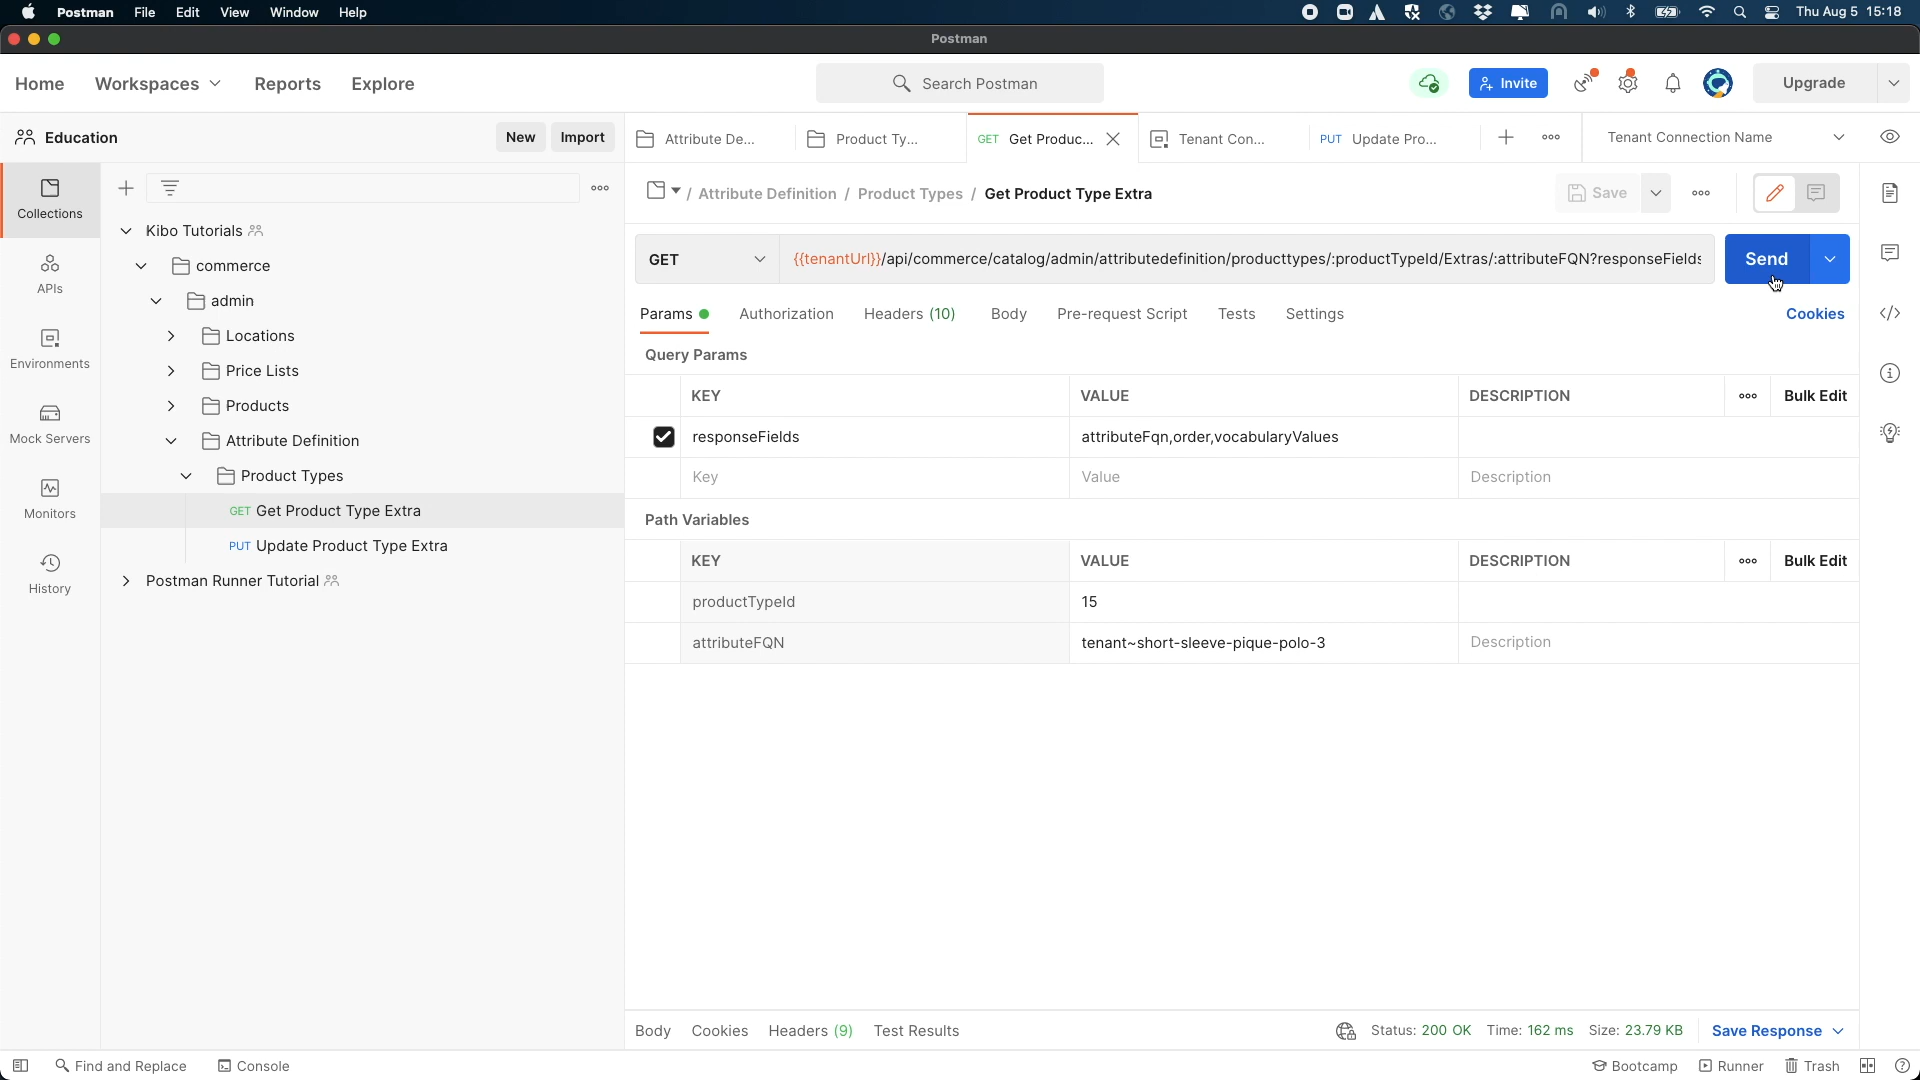 Postman File Edit View Window Help Thu Aug 5 15:18
Postman
Home Workspaces Reports Explore Search Postman Invite Upgrade
Education New Import Attribute De... Product Ty... GET Get Produc... Tenant Con... PUT Update Pro... Tenant Connection Name
/ Attribute Definition / Product Types / Get Product Type Extra Save
Collections
Kibo Tutorials
commerce
admin
Locations
Price Lists
Products
Attribute Definition
Product Types
GET Get Product Type Extra
PUT Update Product Type Extra
Postman Runner Tutorial
APIs
Environments
Mock Servers
Monitors
History
GET {{tenantUrl}}/api/commerce/catalog/admin/attributedefinition/producttypes/:productTypeId/Extras/:attributeFQN?responseFields Send
Params Authorization Headers (10) Body Pre-request Script Tests Settings Cookies
Query Params
KEY VALUE DESCRIPTION Bulk Edit
responseFields attributeFqn,order,vocabularyValues
Key Value Description
Path Variables
KEY VALUE DESCRIPTION Bulk Edit
productTypeId 15
attributeFQN tenant~short-sleeve-pique-polo-3 Description
Body Cookies Headers (9) Test Results Status: 200 OK Time: 162 ms Size: 23.79 KB Save Response
Find and Replace Console Bootcamp Runner Trash